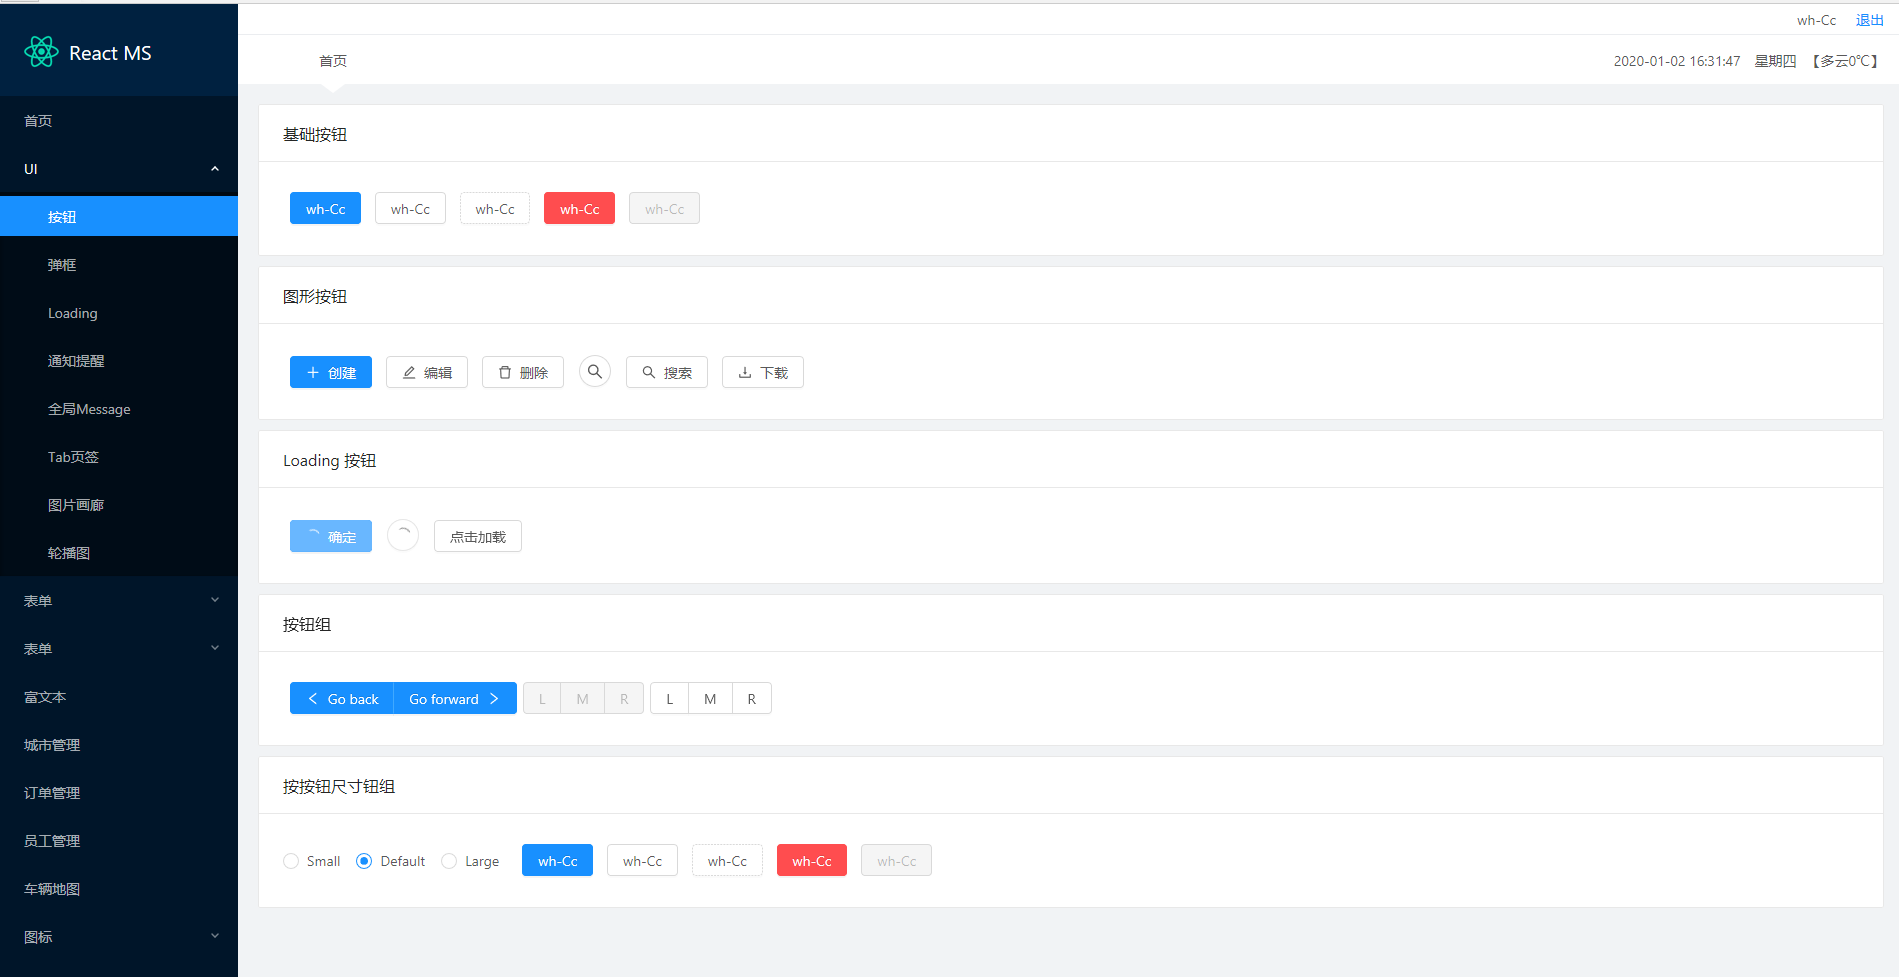 wh-Cc 退出
React MS
首页 2020-01-02 16:31:47 星期四 【多云0℃】
首页
UI
按钮
弹框
Loading
通知提醒
全局Message
Tab页签
图片画廊
轮播图
表单
表单
富文本
城市管理
订单管理
员工管理
车辆地图
图标
基础按钮
wh-Cc wh-Cc wh-Cc wh-Cc wh-Cc
图形按钮
创建 编辑 删除 搜索 下载
Loading 按钮
确定 点击加载
按钮组
Go back Go forward L M R L M R
按按钮尺寸钮组
Small Default Large wh-Cc wh-Cc wh-Cc wh-Cc wh-Cc